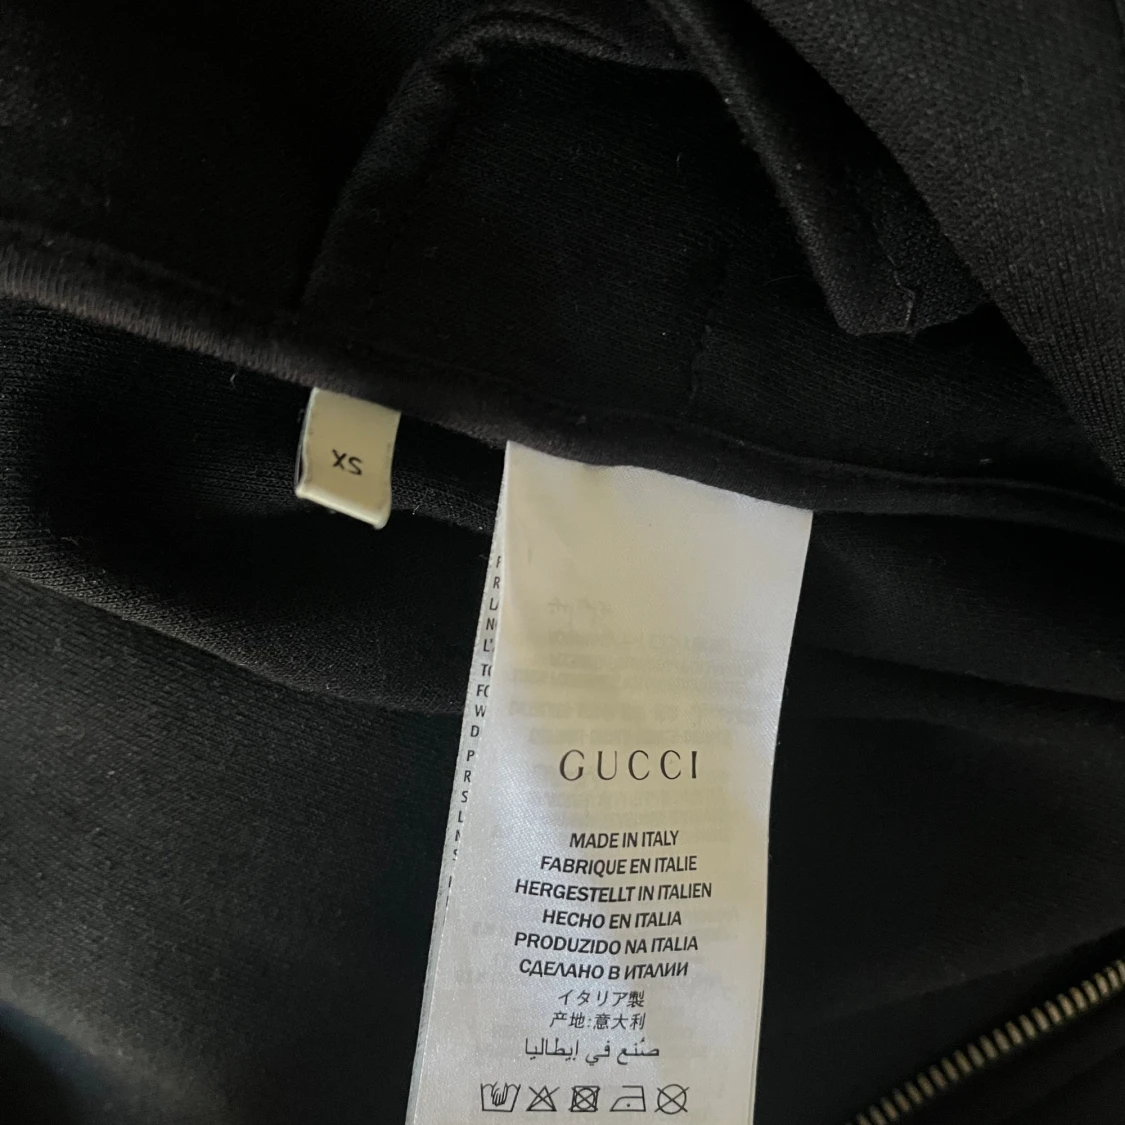 XS
GUCCI
MADE IN ITALY
FABRIQUE EN ITALIE
HERGESTELLT IN ITALIEN
HECHO EN ITALIA
PRODUZIDO NA ITALIA
СДЕЛАНО В ИТАЛИИ
イタリア製
产地:意大利
صُنع في إيطاليا